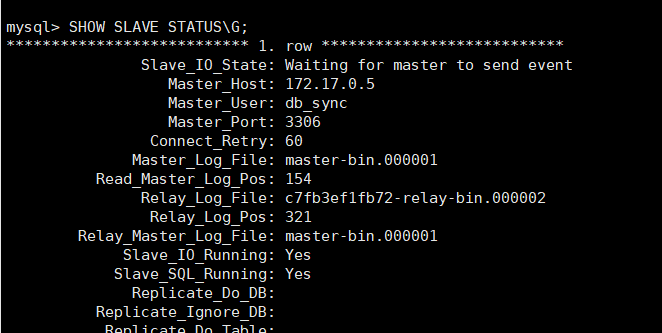 mysql> SHOW SLAVE STATUS\G;
*************************** 1. row ***************************
Slave_IO_State: Waiting for master to send event
Master_Host: 172.17.0.5
Master_User: db_sync
Master_Port: 3306
Connect_Retry: 60
Master_Log_File: master-bin.000001
Read_Master_Log_Pos: 154
Relay_Log_File: c7fb3ef1fb72-relay-bin.000002
Relay_Log_Pos: 321
Relay_Master_Log_File: master-bin.000001
Slave_IO_Running: Yes
Slave_SQL_Running: Yes
Replicate_Do_DB:
Replicate_Ignore_DB:
Replicate_Do_Table: